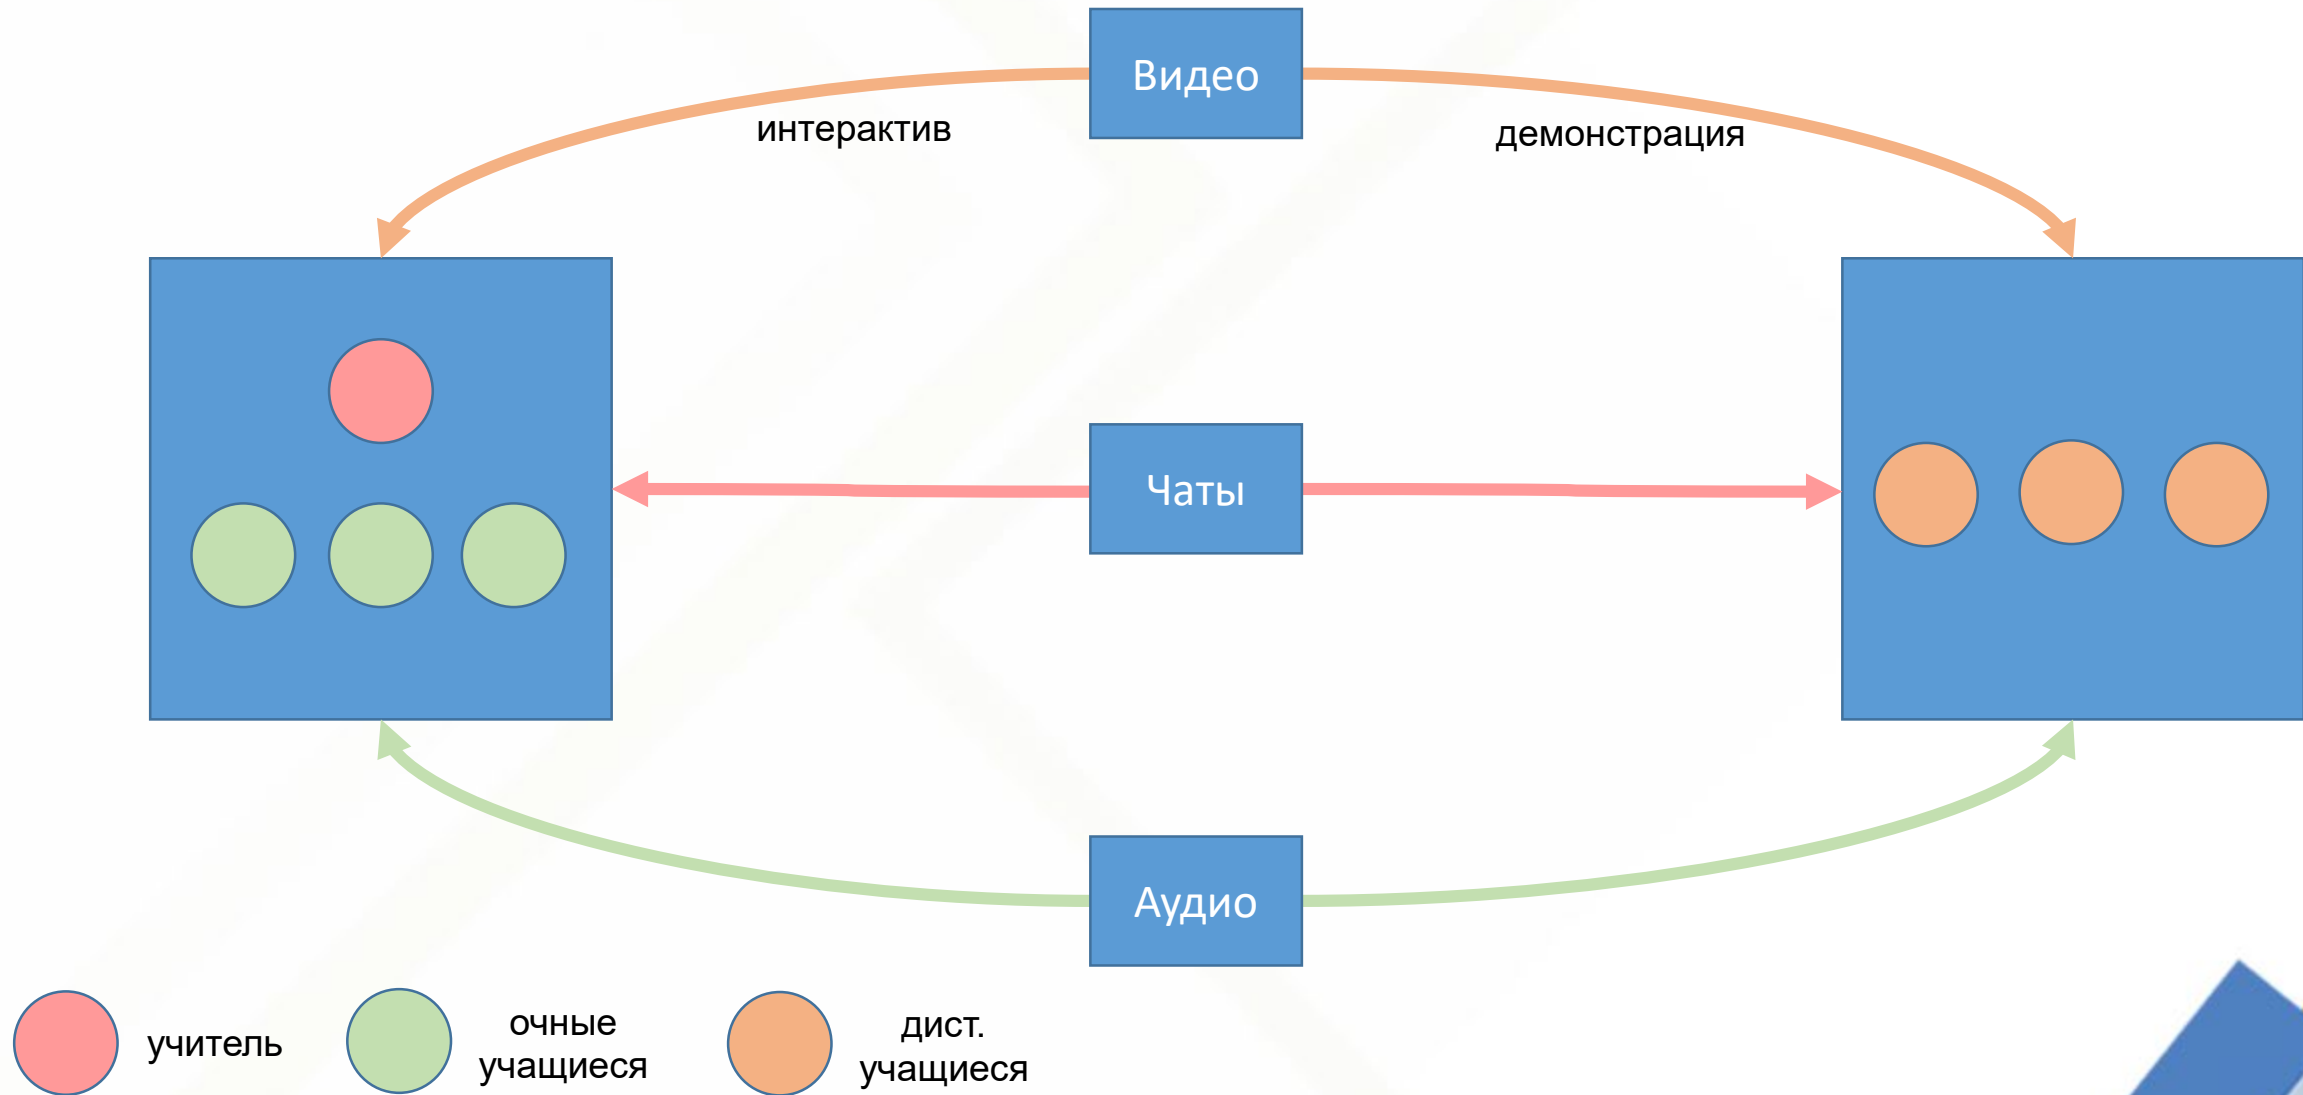 Видео
интерактив
демонстрация
Чаты
Аудио
учитель
очные
учащиеся
дист.
учащиеся